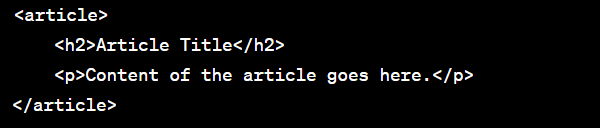 <article>
    <h2>Article Title</h2>
    <p>Content of the article goes here.</p>
</article>